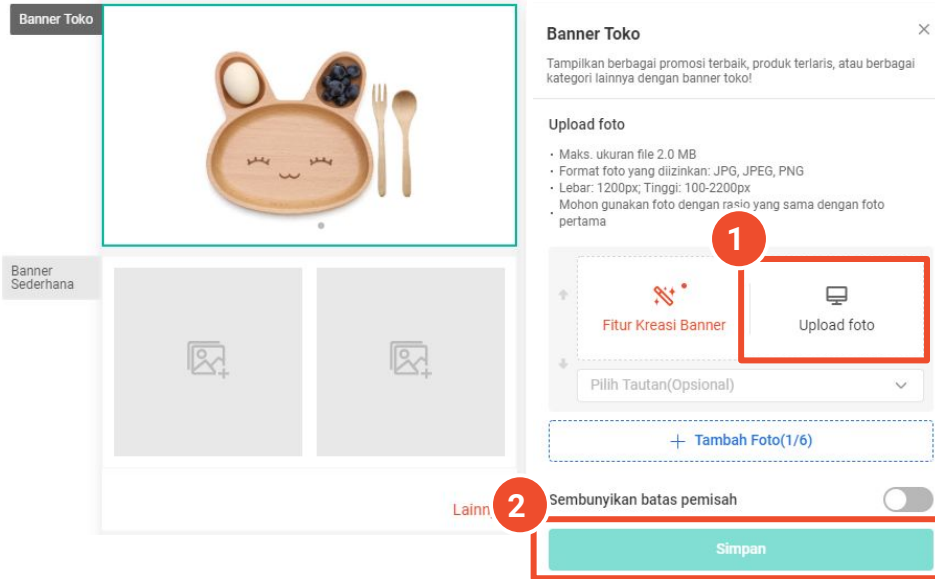 Banner Toko
Banner
Sederhana
Lainn
Banner Toko
Tampilkan berbagai promosi terbaik, produk terlaris, atau berbagai
kategori lainnya dengan banner toko!
Upload foto
• Maks. ukuran file 2.0 MB
• Format foto yang diizinkan: JPG, JPEG, PNG
• Lebar: 1200px; Tinggi: 100-2200px
• Mohon gunakan foto dengan rasio yang sama dengan foto
pertama
1
Fitur Kreasi Banner
Upload foto
Pilih Tautan(Opsional)
+ Tambah Foto(1/6)
2
Sembunyikan batas pemisah
Simpan